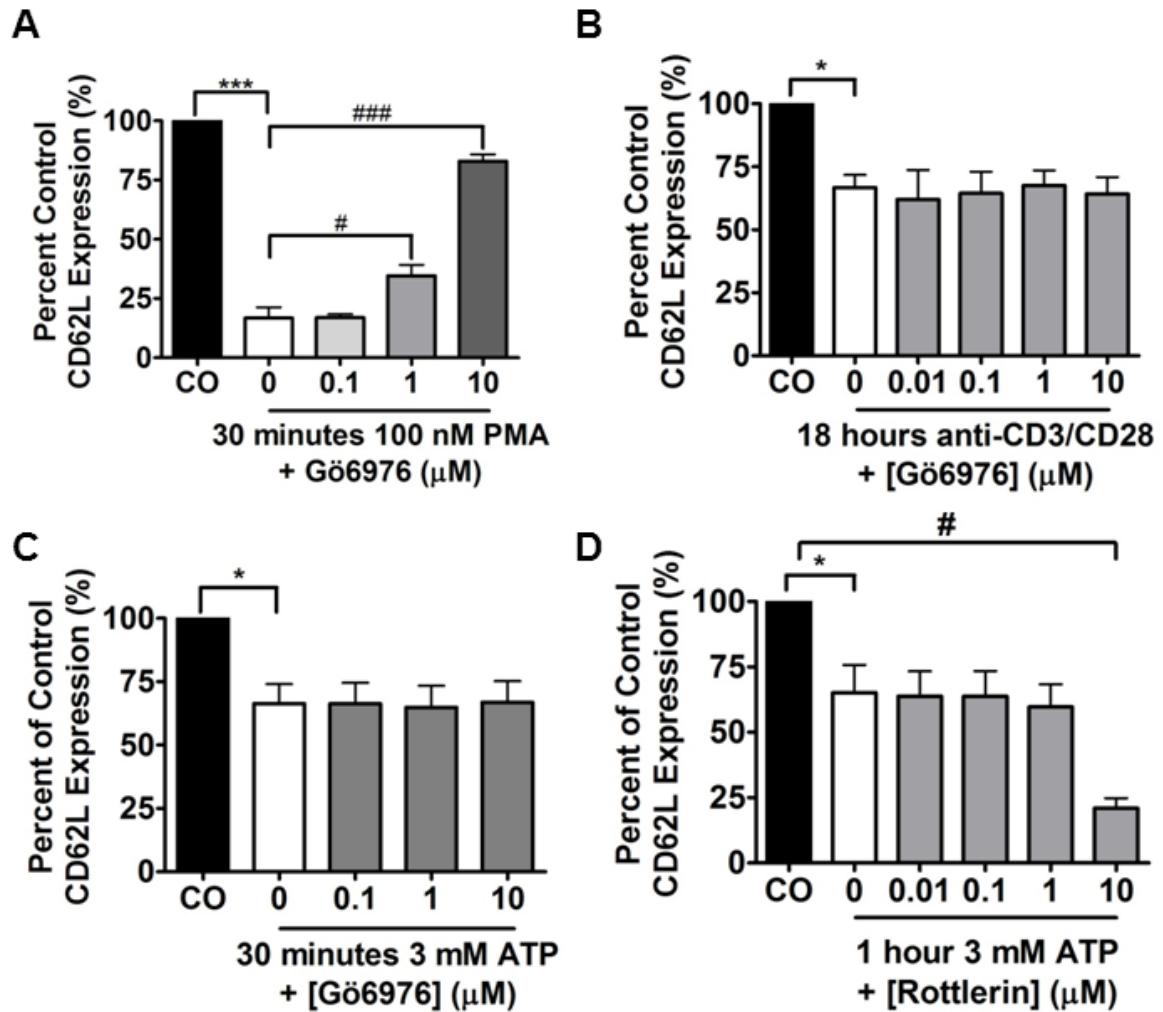 A
Percent Control
CD62L Expression (%)
100
75
50
25
0
***
###
#
CO 0 0.1 1 10
30 minutes 100 nM PMA
+ Gö6976 (μM)
B
Percent Control
CD62L Expression (%)
100
75
50
25
0
*
CO 0 0.01 0.1 1 10
18 hours anti-CD3/CD28
+ [Gö6976] (μM)
C
Percent of Control
CD62L Expression (%)
100
75
50
25
0
*
CO 0 0.1 1 10
30 minutes 3 mM ATP
+ [Gö6976] (μM)
D
Percent of Control
CD62L Expression (%)
100
75
50
25
0
#
*
CO 0 0.01 0.1 1 10
1 hour 3 mM ATP
+ [Rottlerin] (μM)